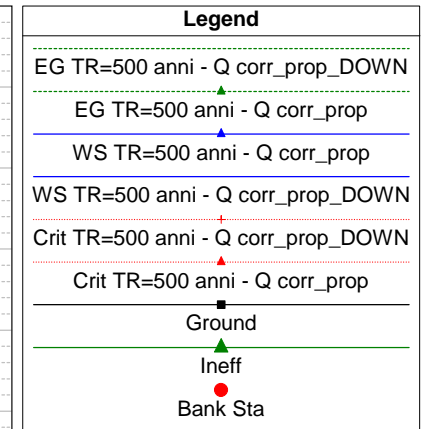 Legend
EG TR=500 anni - Q corr_prop_DOWN
EG TR=500 anni - Q corr_prop
WS TR=500 anni - Q corr_prop
WS TR=500 anni - Q corr_prop_DOWN
Crit TR=500 anni - Q corr_prop_DOWN
Crit TR=500 anni - Q corr_prop
Ground
Ineff
Bank Sta